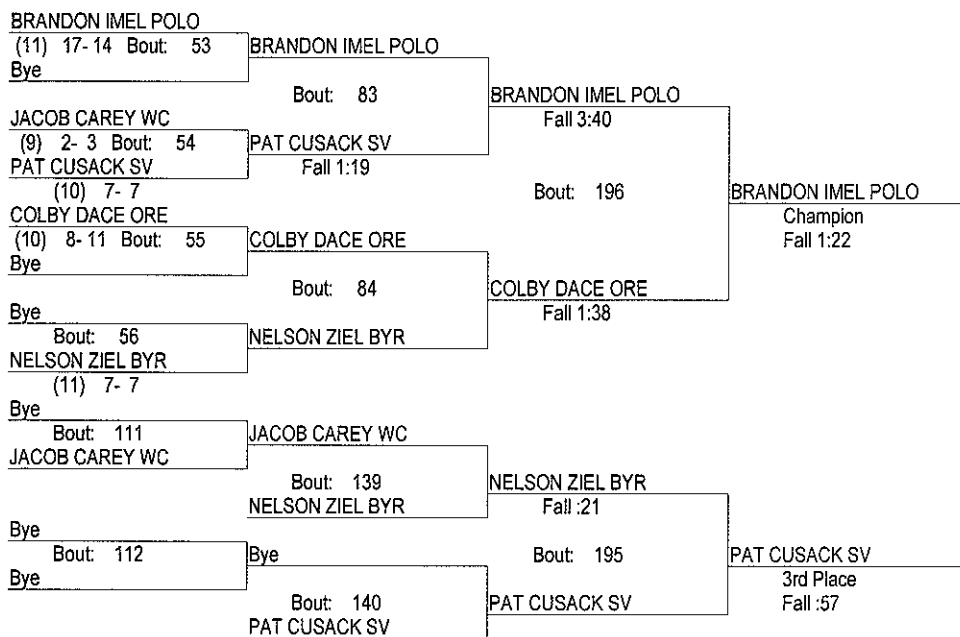 BRANDON IMEL POLO
(11) 17- 14 Bout: 53
BRANDON IMEL POLO
Bye
Bout: 83
BRANDON IMEL POLO
JACOB CAREY WC
Fall 3:40
(9) 2- 3 Bout: 54
PAT CUSACK SV
PAT CUSACK SV
Fall 1:19
(10) 7- 7
Bout: 196
BRANDON IMEL POLO
COLBY DACE ORE
Champion
(10) 8- 11 Bout: 55
COLBY DACE ORE
Fall 1:22
Bye
Bout: 84
COLBY DACE ORE
Bye
Fall 1:38
Bout: 56
NELSON ZIEL BYR
NELSON ZIEL BYR
(11) 7- 7
Bye
Bout: 111
JACOB CAREY WC
JACOB CAREY WC
Bout: 139
NELSON ZIEL BYR
NELSON ZIEL BYR
Fall :21
Bye
Bout: 112
Bye
Bout: 195
PAT CUSACK SV
Bye
3rd Place
Bout: 140
PAT CUSACK SV
Fall :57
PAT CUSACK SV